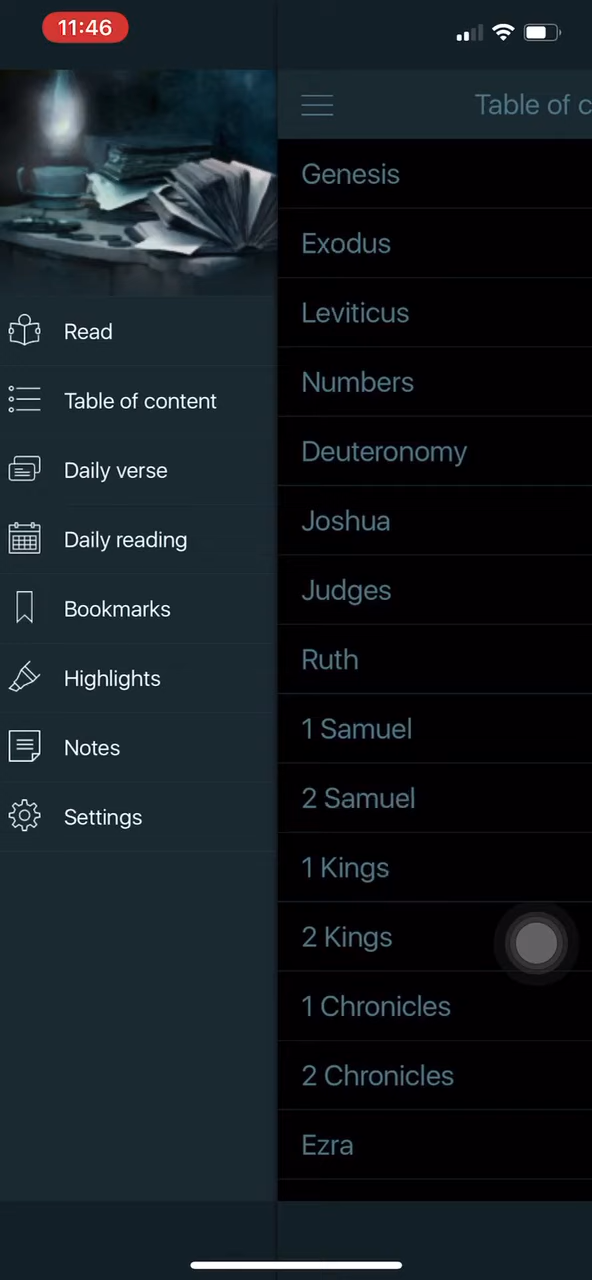 11:46
Table of c
Read
Table of content
Daily verse
Daily reading
Bookmarks
Highlights
Notes
Settings
Genesis
Exodus
Leviticus
Numbers
Deuteronomy
Joshua
Judges
Ruth
1 Samuel
2 Samuel
1 Kings
2 Kings
1 Chronicles
2 Chronicles
Ezra